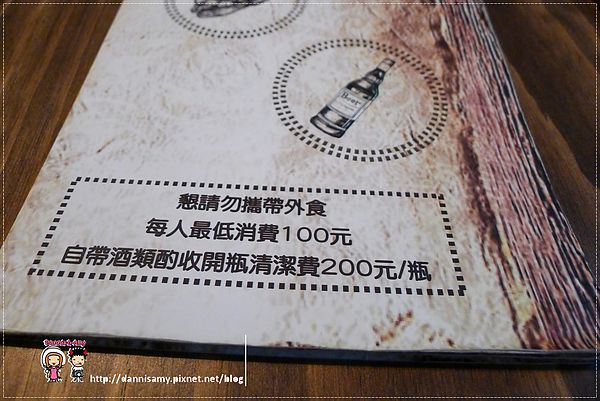 Beer
懇請勿攜帶外食
每人最低消費100元
自帶酒類酌收開瓶清潔費200元/瓶
http://dannisamy.pixnet.net/blog